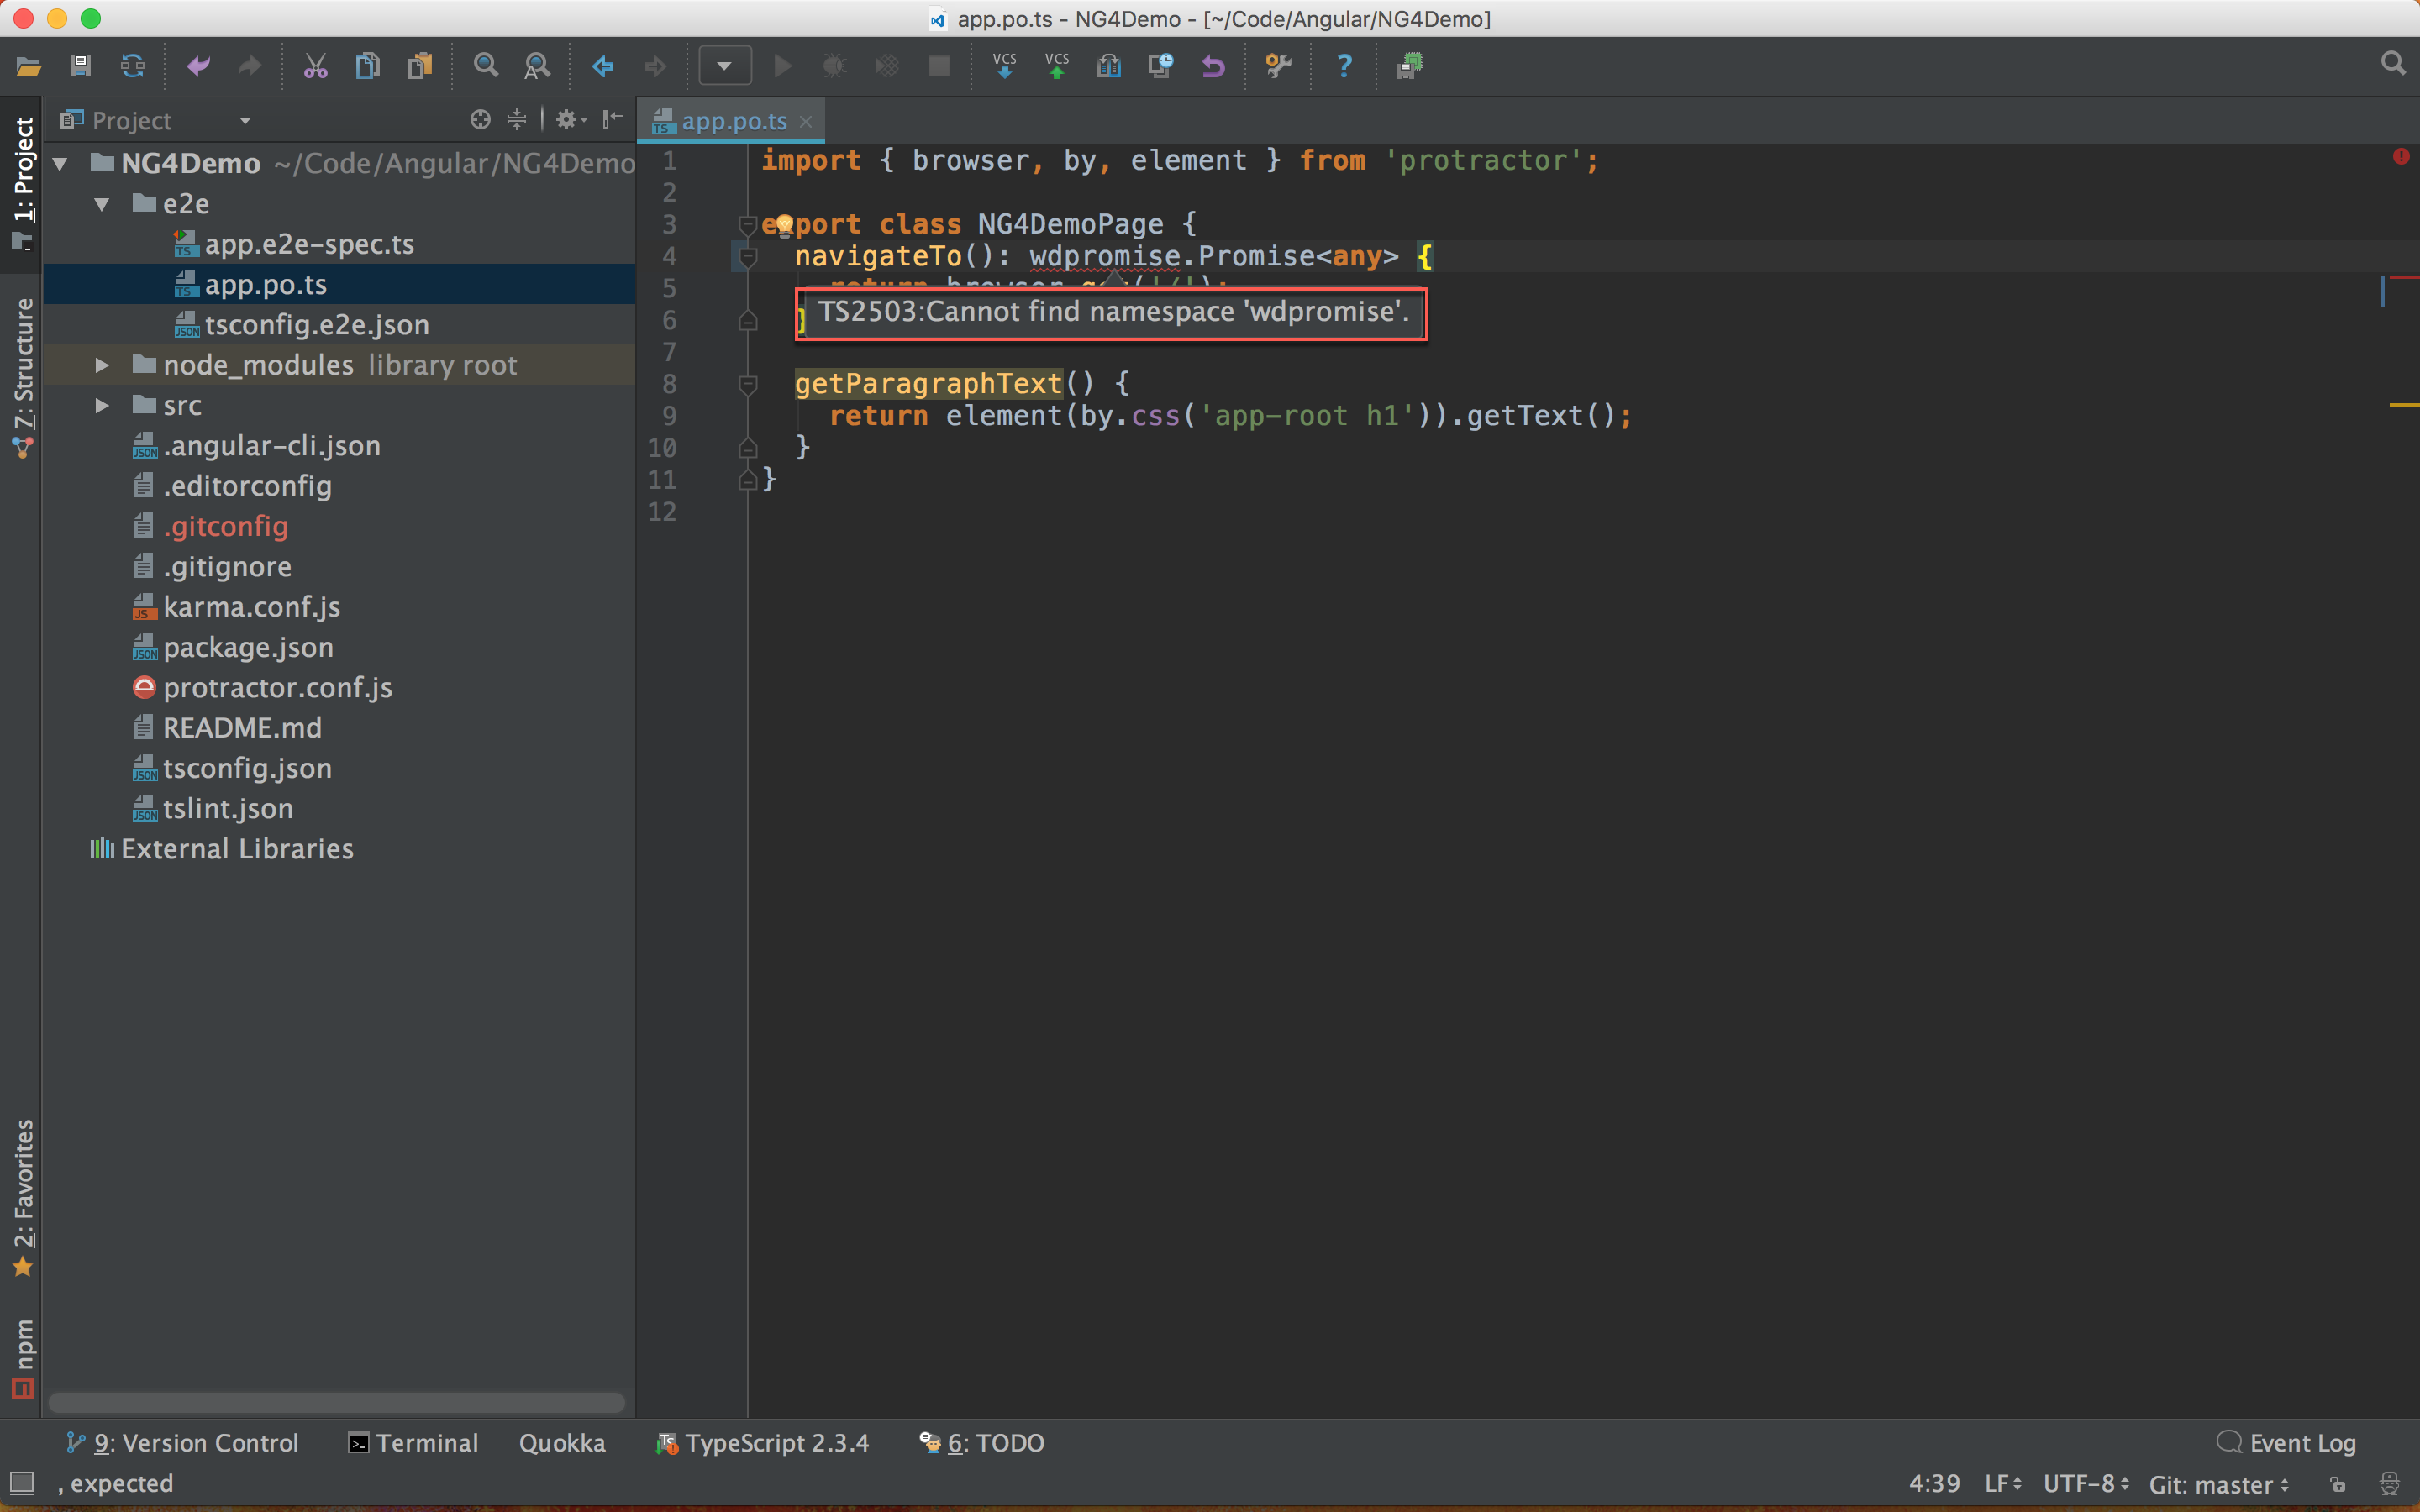 app.po.ts - NG4Demo - [~/Code/Angular/NG4Demo]
VCS
VCS
?
1: Project
7: Structure
2: Favorites
npm
Project
NG4Demo ~/Code/Angular/NG4Demo
e2e
app.e2e-spec.ts
app.po.ts
tsconfig.e2e.json
node_modules library root
src
.angular-cli.json
.editorconfig
.gitconfig
.gitignore
karma.conf.js
package.json
protractor.conf.js
README.md
tsconfig.json
tslint.json
External Libraries
app.po.ts
1 import { browser, by, element } from 'protractor';
2
3 export class NG4DemoPage {
4 navigateTo(): wdpromise.Promise<any> {
5 return browser.get('/');
TS2503:Cannot find namespace 'wdpromise'.
6 }
7
8 getParagraphText() {
9 return element(by.css('app-root h1')).getText();
10 }
11 }
12
9: Version Control
Terminal
Quokka
TypeScript 2.3.4
6: TODO
Event Log
, expected
4:39
LF
UTF-8
Git: master